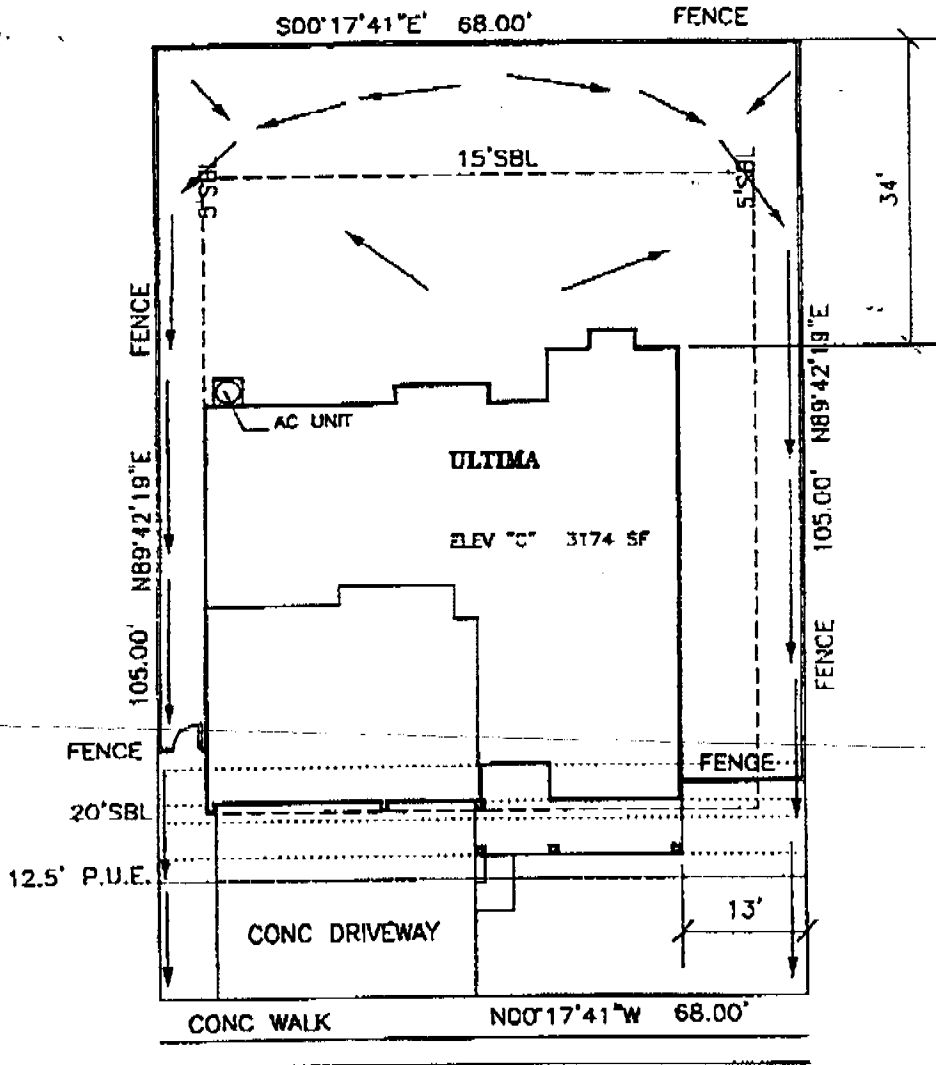 S00°17'41"E' 68.00' FENCE
15'SBL
5'SBL
5'SBL
34'
FENCE
N89°42'19"E
105.00'
N89°42'19"E
105.00'
FENCE
AC UNIT
ULTIMA
ELEV "C" 3174 SF
FENCE
FENCE
20'SBL
12.5' P.U.E.
13'
CONC DRIVEWAY
CONC WALK
N00°17'41"W 68.00'